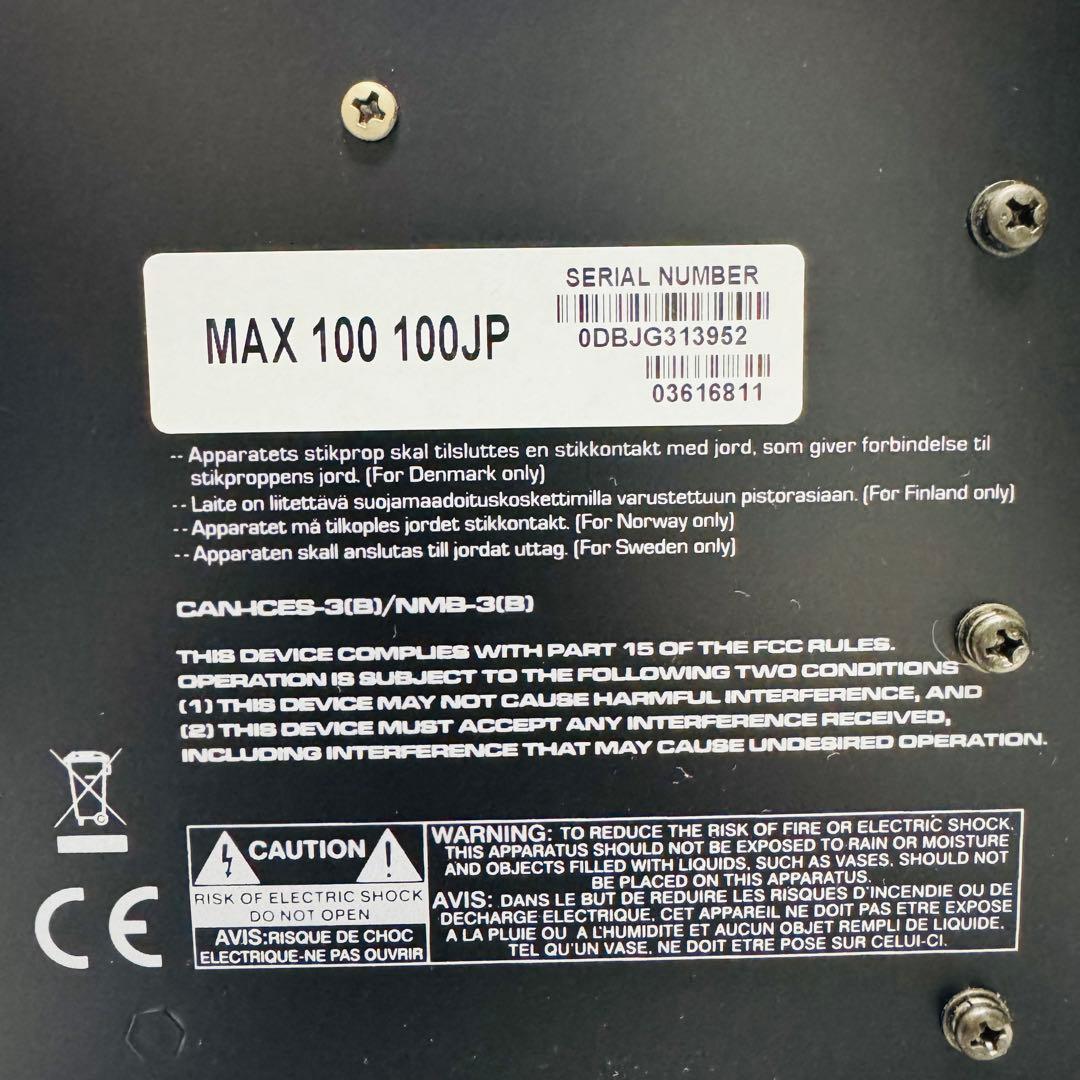 SERIAL NUMBER
MAX 100 100JP
0DBJG313952
03616811
-- Apparatets stikprop skal tilsluttes en stikkontakt med jord, som giver forbindelse til
stikproppens jord. (For Denmark only)
-- Laite on liitettävä suojamaadoituskoskettimilla varustettuun pistorasiaan. (For Finland only)
-- Apparatet må tilkoples jordet stikkontakt. (For Norway only)
-- Apparaten skall anslutas till jordat uttag. (For Sweden only)
CAN-ICES-3(B)/NMB-3(B)
THIS DEVICE COMPLIES WITH PART 15 OF THE FCC RULES.
OPERATION IS SUBJECT TO THE FOLLOWING TWO CONDITIONS
(1) THIS DEVICE MAY NOT CAUSE HARMFUL INTERFERENCE, AND
(2) THIS DEVICE MUST ACCEPT ANY INTERFERENCE RECEIVED,
INCLUDING INTERFERENCE THAT MAY CAUSE UNDESIRED OPERATION.
CAUTION
RISK OF ELECTRIC SHOCK
DO NOT OPEN
AVIS:RISQUE DE CHOC
ELECTRIQUE-NE PAS OUVRIR
WARNING: TO REDUCE THE RISK OF FIRE OR ELECTRIC SHOCK.
THIS APPARATUS SHOULD NOT BE EXPOSED TO RAIN OR MOISTURE
AND OBJECTS FILLED WITH LIQUIDS, SUCH AS VASES, SHOULD NOT
BE PLACED ON THIS APPARATUS.
AVIS: DANS LE BUT DE REDUIRE LES RISQUES D'INCENDIE OU DE
DECHARGE ELECTRIQUE, CET APPAREIL NE DOIT PAS ETRE EXPOSE
A LA PLUIE OU A L'HUMIDITE ET AUCUN OBJET REMPLI DE LIQUIDE,
TEL QU'UN VASE, NE DOIT ETRE POSE SUR CELUI-CI.
CE